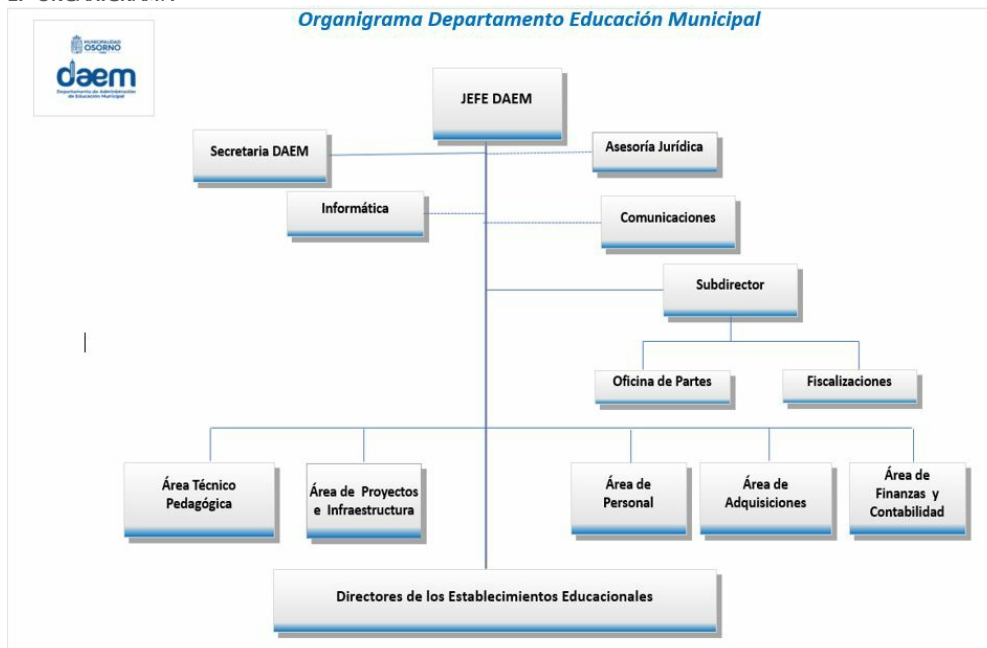 Organigrama Departamento Educación Municipal
MUNICIPALIDAD
OSORNO
daem
Departamento de Administración
de Educación Municipal
JEFE DAEM
Secretaria DAEM
Asesoría Jurídica
Informática
Comunicaciones
Subdirector
Oficina de Partes
Fiscalizaciones
Área Técnico
Pedagógica
Área de Proyectos
e Infraestructura
Área de
Personal
Área de
Adquisiciones
Área de
Finanzas y
Contabilidad
Directores de los Establecimientos Educacionales